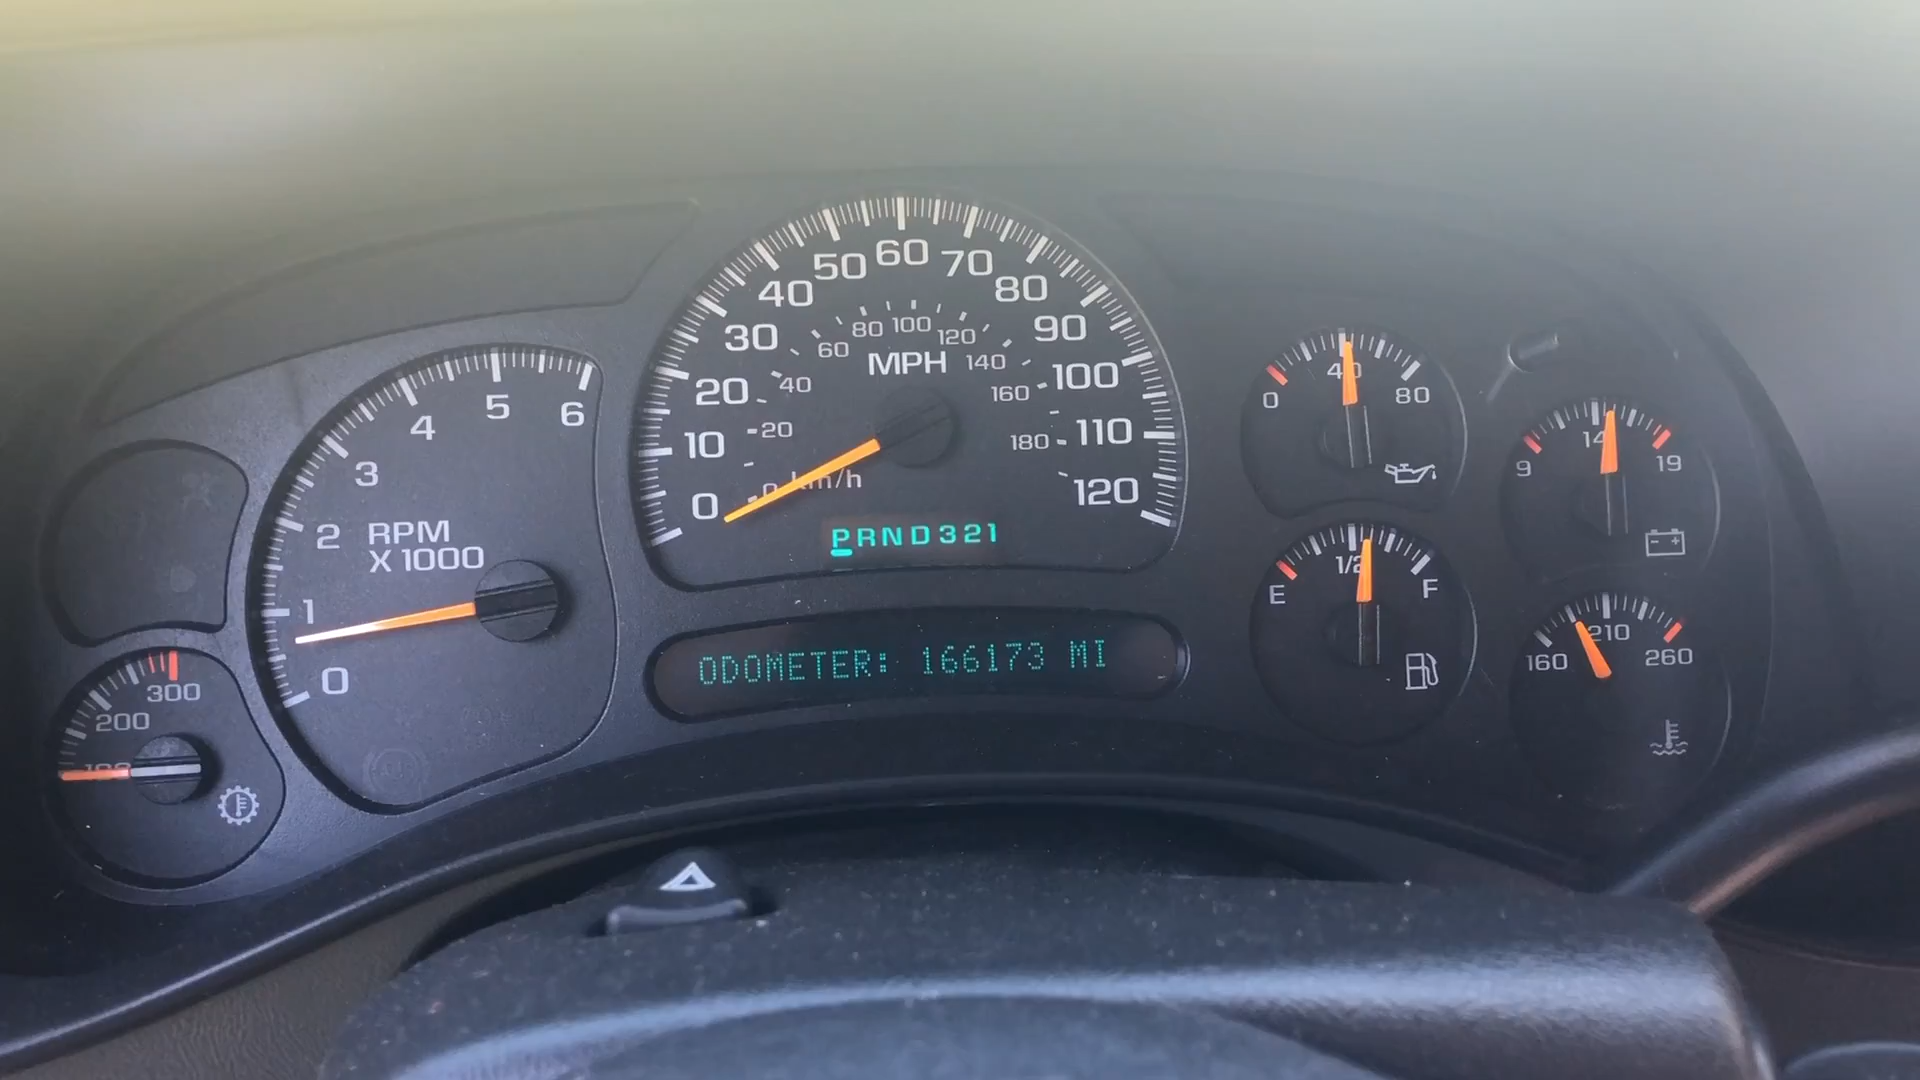 0 1 2 3 4 5 6
RPM
X 1000
200 300
0 10 20 30 40 50 60 70 80 90 100 110 120
MPH
0 20 40 60 80 100 120 140 160 180
km/h
PRND321
ODOMETER: 166173 MI
0 40 80
9 14 19
E 1/2 F
160 210 260